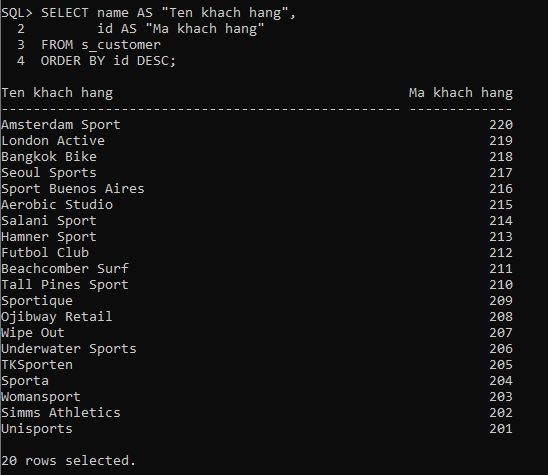 SQL> SELECT name AS "Ten khach hang",
  2         id AS "Ma khach hang"
  3  FROM s_customer
  4  ORDER BY id DESC;
Ten khach hang                                     Ma khach hang
-------------------------------------------------- -------------
Amsterdam Sport                                              220
London Active                                                219
Bangkok Bike                                                 218
Seoul Sports                                                 217
Sport Buenos Aires                                           216
Aerobic Studio                                               215
Salani Sport                                                 214
Hamner Sport                                                 213
Futbol Club                                                  212
Beachcomber Surf                                             211
Tall Pines Sport                                             210
Sportique                                                    209
Ojibway Retail                                               208
Wipe Out                                                     207
Underwater Sports                                            206
TKSporten                                                    205
Sporta                                                       204
Womansport                                                   203
Simms Athletics                                              202
Unisports                                                    201
20 rows selected.